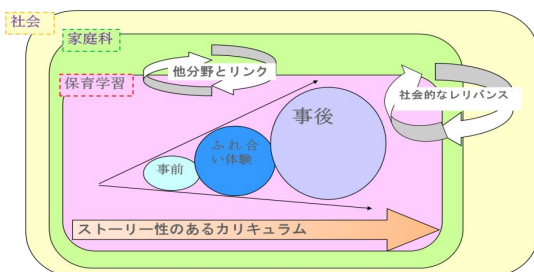 社会
家庭科
他分野とリンク
保育学習
社会的なレリバンス
事後
ふれ合
い体験
事前
ストーリー性のあるカリキュラム